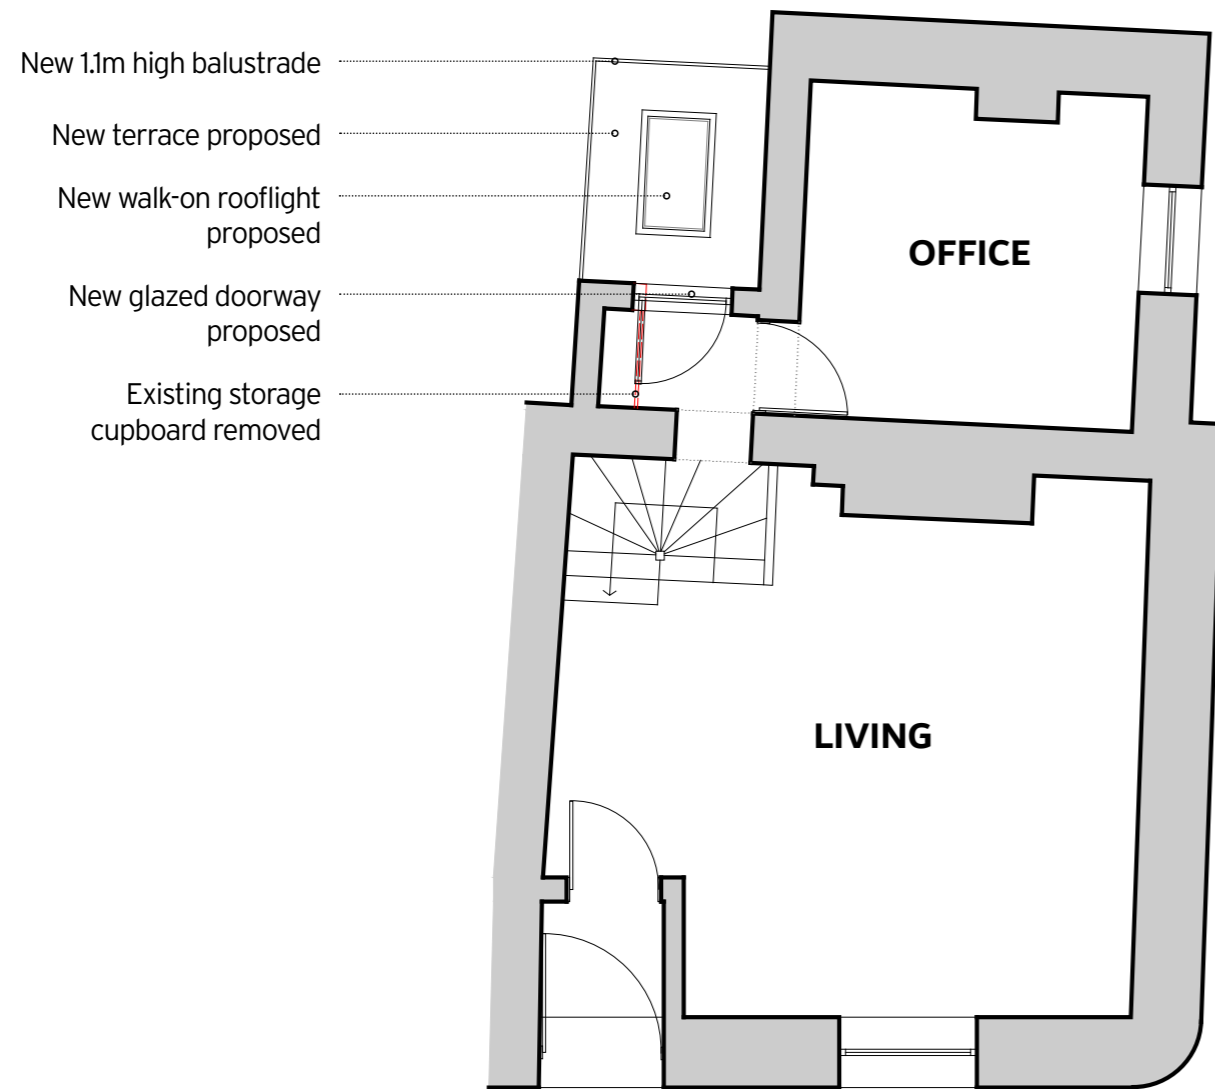 New 1.1m high balustrade
New terrace proposed
New walk-on rooflight
proposed
New glazed doorway
proposed
Existing storage
cupboard removed
OFFICE
LIVING